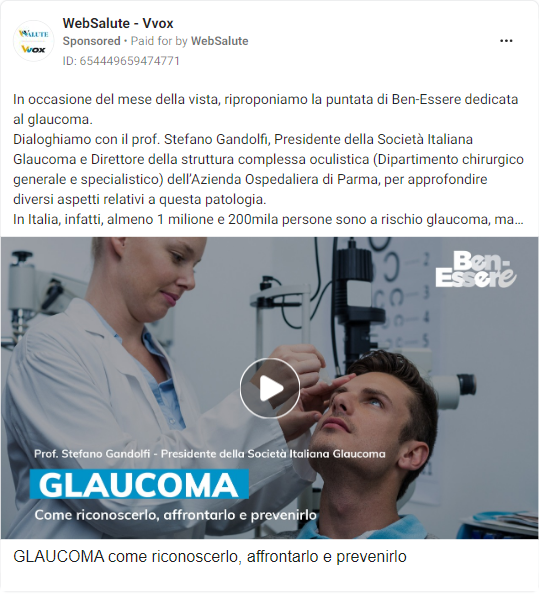 WebSalute - Vvox
WSALUTE
Vvox
Sponsored • Paid for by WebSalute
ID: 654449659474771
In occasione del mese della vista, riproponiamo la puntata di Ben-Essere dedicata
al glaucoma.
Dialoghiamo con il prof. Stefano Gandolfi, Presidente della Società Italiana
Glaucoma e Direttore della struttura complessa oculistica (Dipartimento chirurgico
generale e specialistico) dell'Azienda Ospedaliera di Parma, per approfondire
diversi aspetti relativi a questa patologia.
In Italia, infatti, almeno 1 milione e 200mila persone sono a rischio glaucoma, ma...
Ben-
Essere
Prof. Stefano Gandolfi - Presidente della Società Italiana Glaucoma
GLAUCOMA
Come riconoscerlo, affrontarlo e prevenirlo
GLAUCOMA come riconoscerlo, affrontarlo e prevenirlo